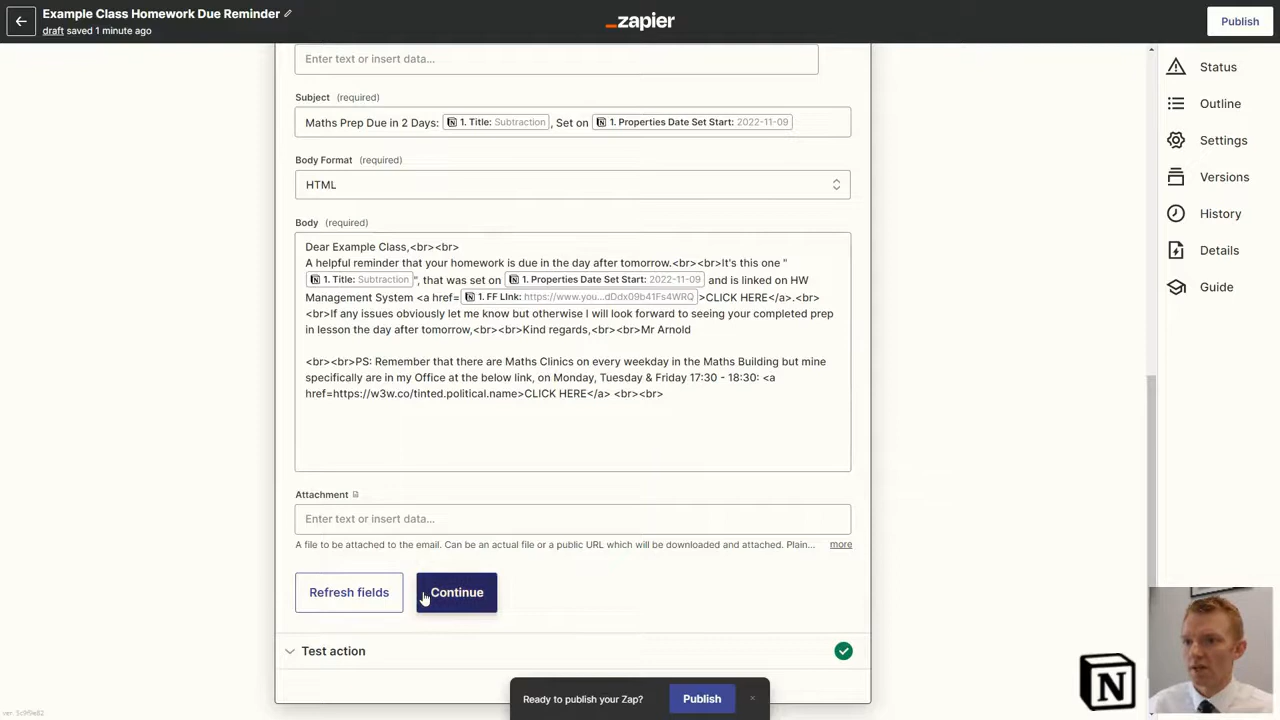 Example Class Homework Due Reminder
draft saved 1 minute ago
_zapier
Publish
Enter text or insert data...
Subject (required)
Maths Prep Due in 2 Days: 1. Title: Subtraction , Set on 1. Properties Date Set Start: 2022-11-09
Body Format (required)
HTML
Body (required)
Dear Example Class,<br><br>
A helpful reminder that your homework is due in the day after tomorrow.<br><br>It's this one "
1. Title: Subtraction ", that was set on 1. Properties Date Set Start: 2022-11-09 and is linked on HW
Management System <a href= 1. FF LInk: https://www.you...dDdx09b41Fs4WRQ >CLICK HERE</a>.<br>
<br>If any issues obviously let me know but otherwise I will look forward to seeing your completed prep
in lesson the day after tomorrow,<br><br>Kind regards,<br><br>Mr Arnold
<br><br>PS: Remember that there are Maths Clinics on every weekday in the Maths Building but mine
specifically are in my Office at the below link, on Monday, Tuesday & Friday 17:30 - 18:30: <a
href=https://w3w.co/tinted.political.name>CLICK HERE</a> <br><br>
Attachment
Enter text or insert data...
A file to be attached to the email. Can be an actual file or a public URL which will be downloaded and attached. Plain... more
Refresh fields
Continue
Test action
Ready to publish your Zap? Publish ×
Status
Outline
Settings
Versions
History
Details
Guide
N